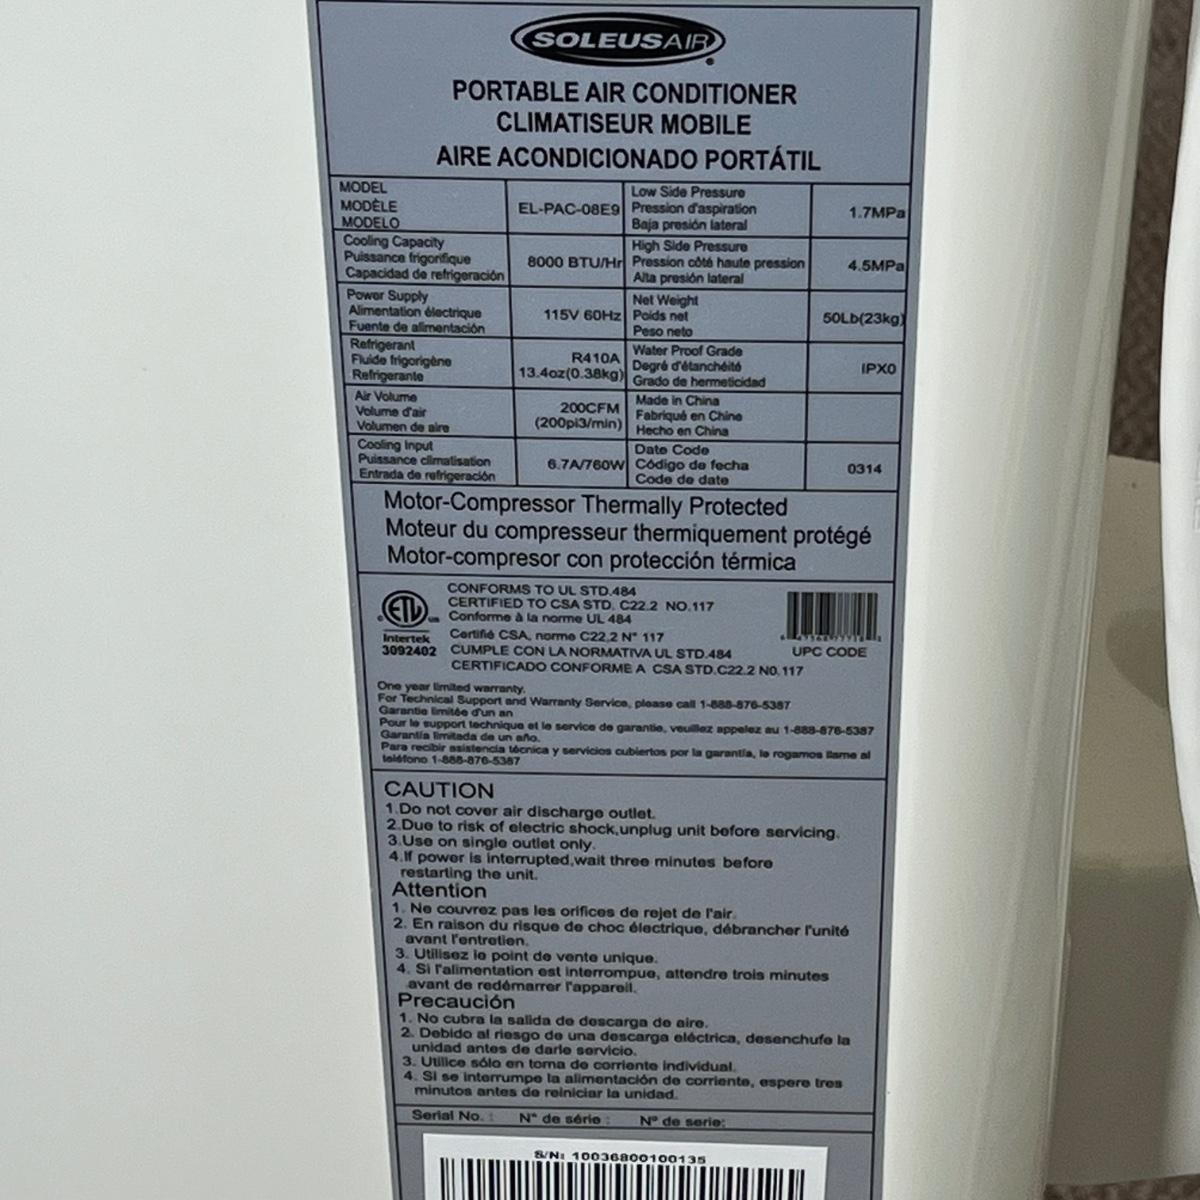 SOLEUSAIR
PORTABLE AIR CONDITIONER
CLIMATISEUR MOBILE
AIRE ACONDICIONADO PORTÁTIL
MODEL
MODÈLE
MODELO
EL-PAC-08E9
Low Side Pressure
Pression d'aspiration
Baja presión lateral
1.7MPa
Cooling Capacity
Puissance frigorifique
Capacidad de refrigeración
8000 BTU/Hr
High Side Pressure
Pression côté haute pression
Alta presión lateral
4.5MPa
Power Supply
Alimentation électrique
Fuente de alimentación
115V 60Hz
Net Weight
Poids net
Peso neto
50Lb(23kg)
Refrigerant
Fluide frigorigène
Refrigerante
R410A
13.4oz(0.38kg)
Water Proof Grade
Degré d'étanchéité
Grado de hermeticidad
IPX0
Air Volume
Volume d'air
Volumen de aire
200CFM
(200pi3/min)
Made in China
Fabriqué en Chine
Hecho en China
Cooling Input
Puissance climatisation
Entrada de refrigeración
6.7A/760W
Date Code
Código de fecha
Code de date
0314
Motor-Compressor Thermally Protected
Moteur du compresseur thermiquement protégé
Motor-compresor con protección térmica
ETL
us
Intertek
3092402
CONFORMS TO UL STD.484
CERTIFIED TO CSA STD. C22.2 NO.117
Conforme à la norme UL 484
Certifié CSA, norme C22.2 N° 117
CUMPLE CON LA NORMATIVA UL STD.484
CERTIFICADO CONFORME A CSA STD.C22.2 N0.117
UPC CODE
One year limited warranty.
For Technical Support and Warranty Service, please call 1-888-876-5387
Garantie limitée d'un an
Pour le support technique et le service de garantie, veuillez appelez au 1-888-876-5387
Garantía limitada de un año.
Para recibir asistencia técnica y servicios cubiertos por la garantía, le rogamos llame al
teléfono 1-888-876-5387
CAUTION
1.Do not cover air discharge outlet.
2.Due to risk of electric shock,unplug unit before servicing.
3.Use on single outlet only.
4.If power is interrupted,wait three minutes before
restarting the unit.
Attention
1. Ne couvrez pas les orifices de rejet de l'air.
2. En raison du risque de choc électrique, débrancher l'unité
avant l'entretien.
3. Utilisez le point de vente unique.
4. Si l'alimentation est interrompue, attendre trois minutes
avant de redémarrer l'appareil.
Precaución
1. No cubra la salida de descarga de aire.
2. Debido al riesgo de una descarga eléctrica, desenchufe la
unidad antes de darle servicio.
3. Utilice sólo en toma de corriente individual.
4. Si se interrumpe la alimentación de corriente, espere tres
minutos antes de reiniciar la unidad.
Serial No. : N° de série : Nº de serie:
S/N: 10036800100135